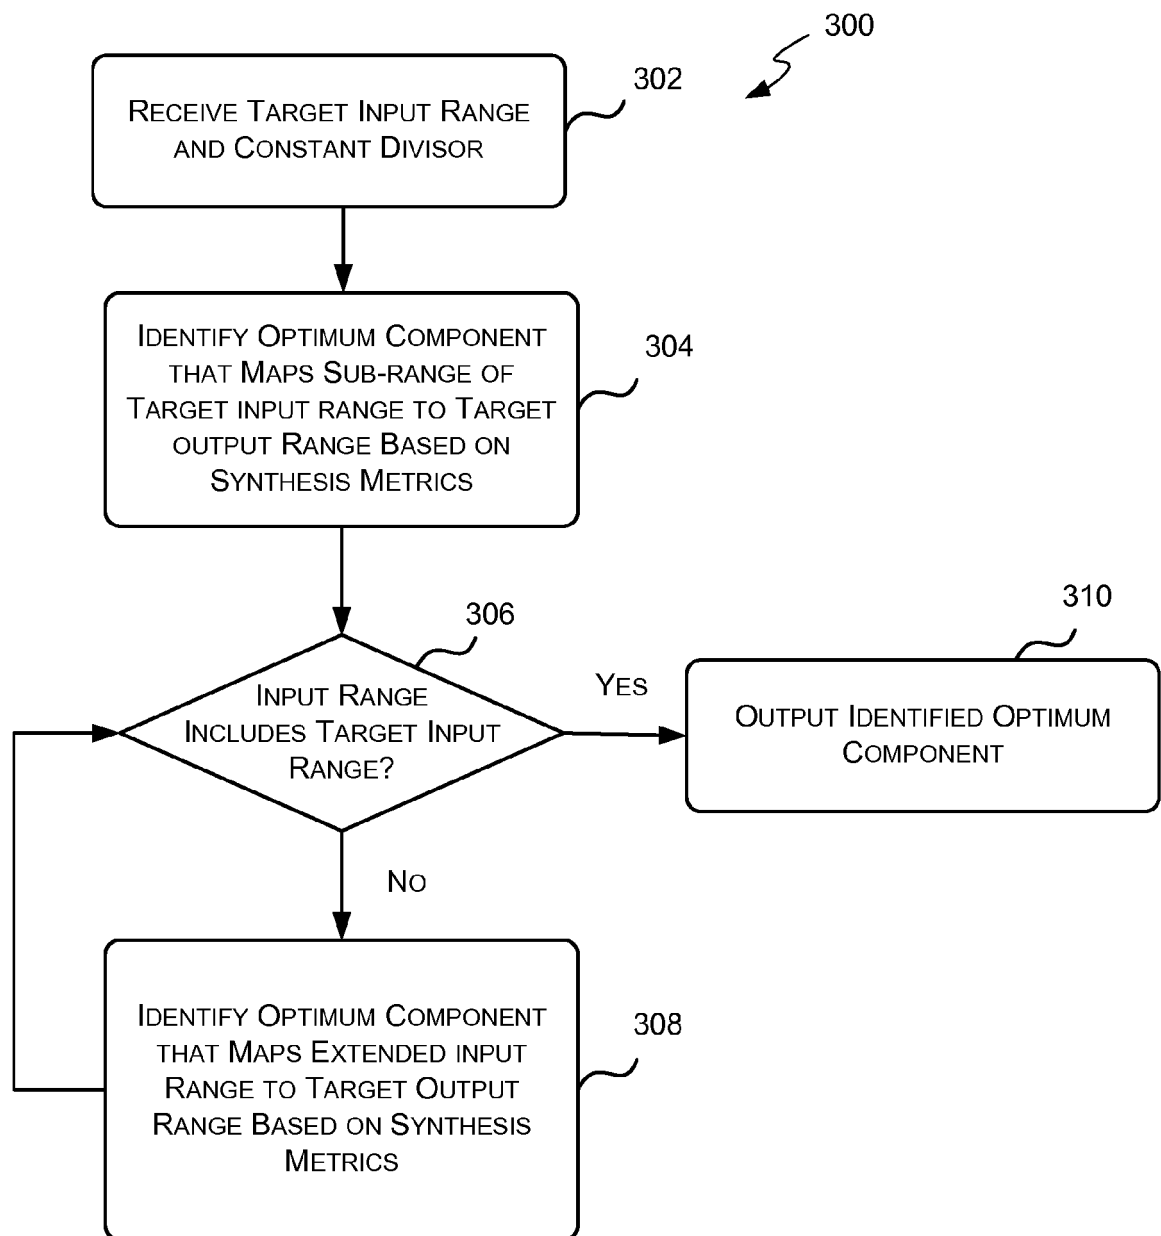 300
302
RECEIVE TARGET INPUT RANGE
AND CONSTANT DIVISOR
304
IDENTIFY OPTIMUM COMPONENT
THAT MAPS SUB-RANGE OF
TARGET INPUT RANGE TO TARGET
OUTPUT RANGE BASED ON
SYNTHESIS METRICS
306
INPUT RANGE
INCLUDES TARGET INPUT
RANGE?
YES
310
OUTPUT IDENTIFIED OPTIMUM
COMPONENT
NO
308
IDENTIFY OPTIMUM COMPONENT
THAT MAPS EXTENDED INPUT
RANGE TO TARGET OUTPUT
RANGE BASED ON SYNTHESIS
METRICS